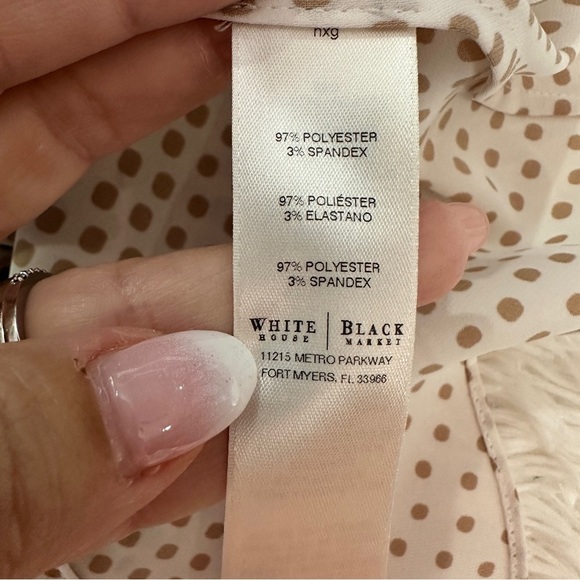 nxg
97% POLYESTER
3% SPANDEX
97% POLIÉSTER
3% ELASTANO
97% POLYESTER
3% SPANDEX
WHITE HOUSE | BLACK MARKET
11215 METRO PARKWAY
FORT MYERS, FL 33966